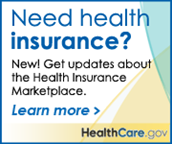 Need health
insurance?
New! Get updates about
the Health Insurance
Marketplace.
Learn more >
HealthCare.gov